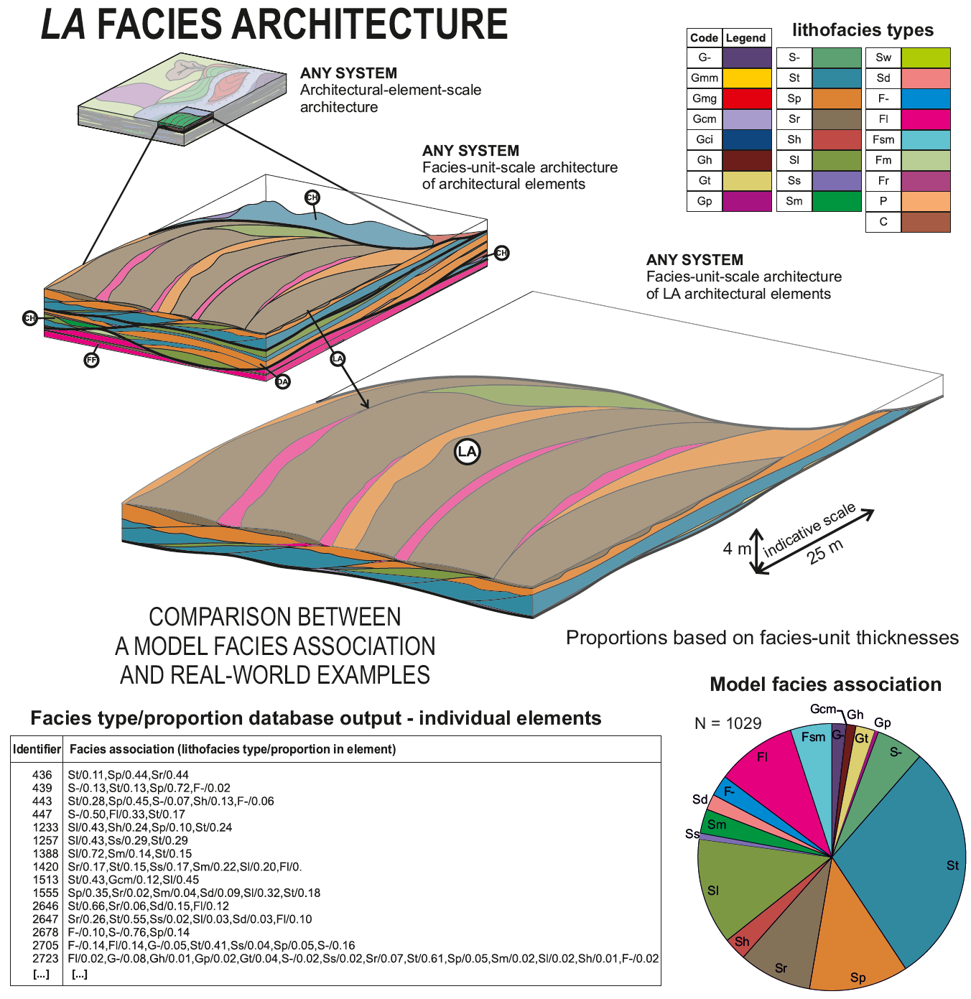 LA FACIES ARCHITECTURE
ANY SYSTEM
Architectural-element-scale
architecture
lithofacies types
Code Legend
G- S- Sw
Gmm St Sd
Gmg Sp F-
Gcm Sr Fl
Gci Sh Fsm
Gh Sl Fm
Gt Ss Fr
Gp Sm P
C
ANY SYSTEM
Facies-unit-scale architecture
of architectural elements
CH
CH
CH
FF
LA
DA
ANY SYSTEM
Facies-unit-scale architecture
of LA architectural elements
LA
4 m
indicative scale
25 m
COMPARISON BETWEEN
A MODEL FACIES ASSOCIATION
AND REAL-WORLD EXAMPLES
Proportions based on facies-unit thicknesses
Facies type/proportion database output - individual elements
Identifier Facies association (lithofacies type/proportion in element)
436 St/0.11,Sp/0.44,Sr/0.44
439 S-/0.13,St/0.13,Sp/0.72,F-/0.02
443 St/0.28,Sp/0.45,S-/0.07,Sh/0.13,F-/0.06
447 S-/0.50,Fl/0.33,St/0.17
1233 Sl/0.43,Sh/0.24,Sp/0.10,St/0.24
1257 Sl/0.43,Ss/0.29,St/0.29
1388 Sl/0.72,Sm/0.14,St/0.15
1420 Sr/0.17,St/0.15,Ss/0.17,Sm/0.22,Sl/0.20,Fl/0.
1513 St/0.43,Gcm/0.12,Sl/0.45
1555 Sp/0.35,Sr/0.02,Sm/0.04,Sd/0.09,Sl/0.32,St/0.18
2646 St/0.66,Sr/0.06,Sd/0.15,Fl/0.12
2647 Sr/0.26,St/0.55,Ss/0.02,Sl/0.03,Sd/0.03,Fl/0.10
2678 F-/0.10,S-/0.76,Sp/0.14
2705 F-/0.14,Fl/0.14,G-/0.05,St/0.41,Ss/0.04,Sp/0.05,S-/0.16
2723 Fl/0.02,G-/0.08,Gh/0.01,Gp/0.02,Gt/0.04,S-/0.02,Ss/0.02,Sr/0.07,St/0.61,Sp/0.05,Sm/0.02,Sl/0.02,Sh/0.01,F-/0.02
[...] [...]
Model facies association
N = 1029
Gcm
Gh
Gp
G-
Gt
S-
St
Sp
Sr
Sh
Sl
Ss
Sm
Sd
F-
Fl
Fsm